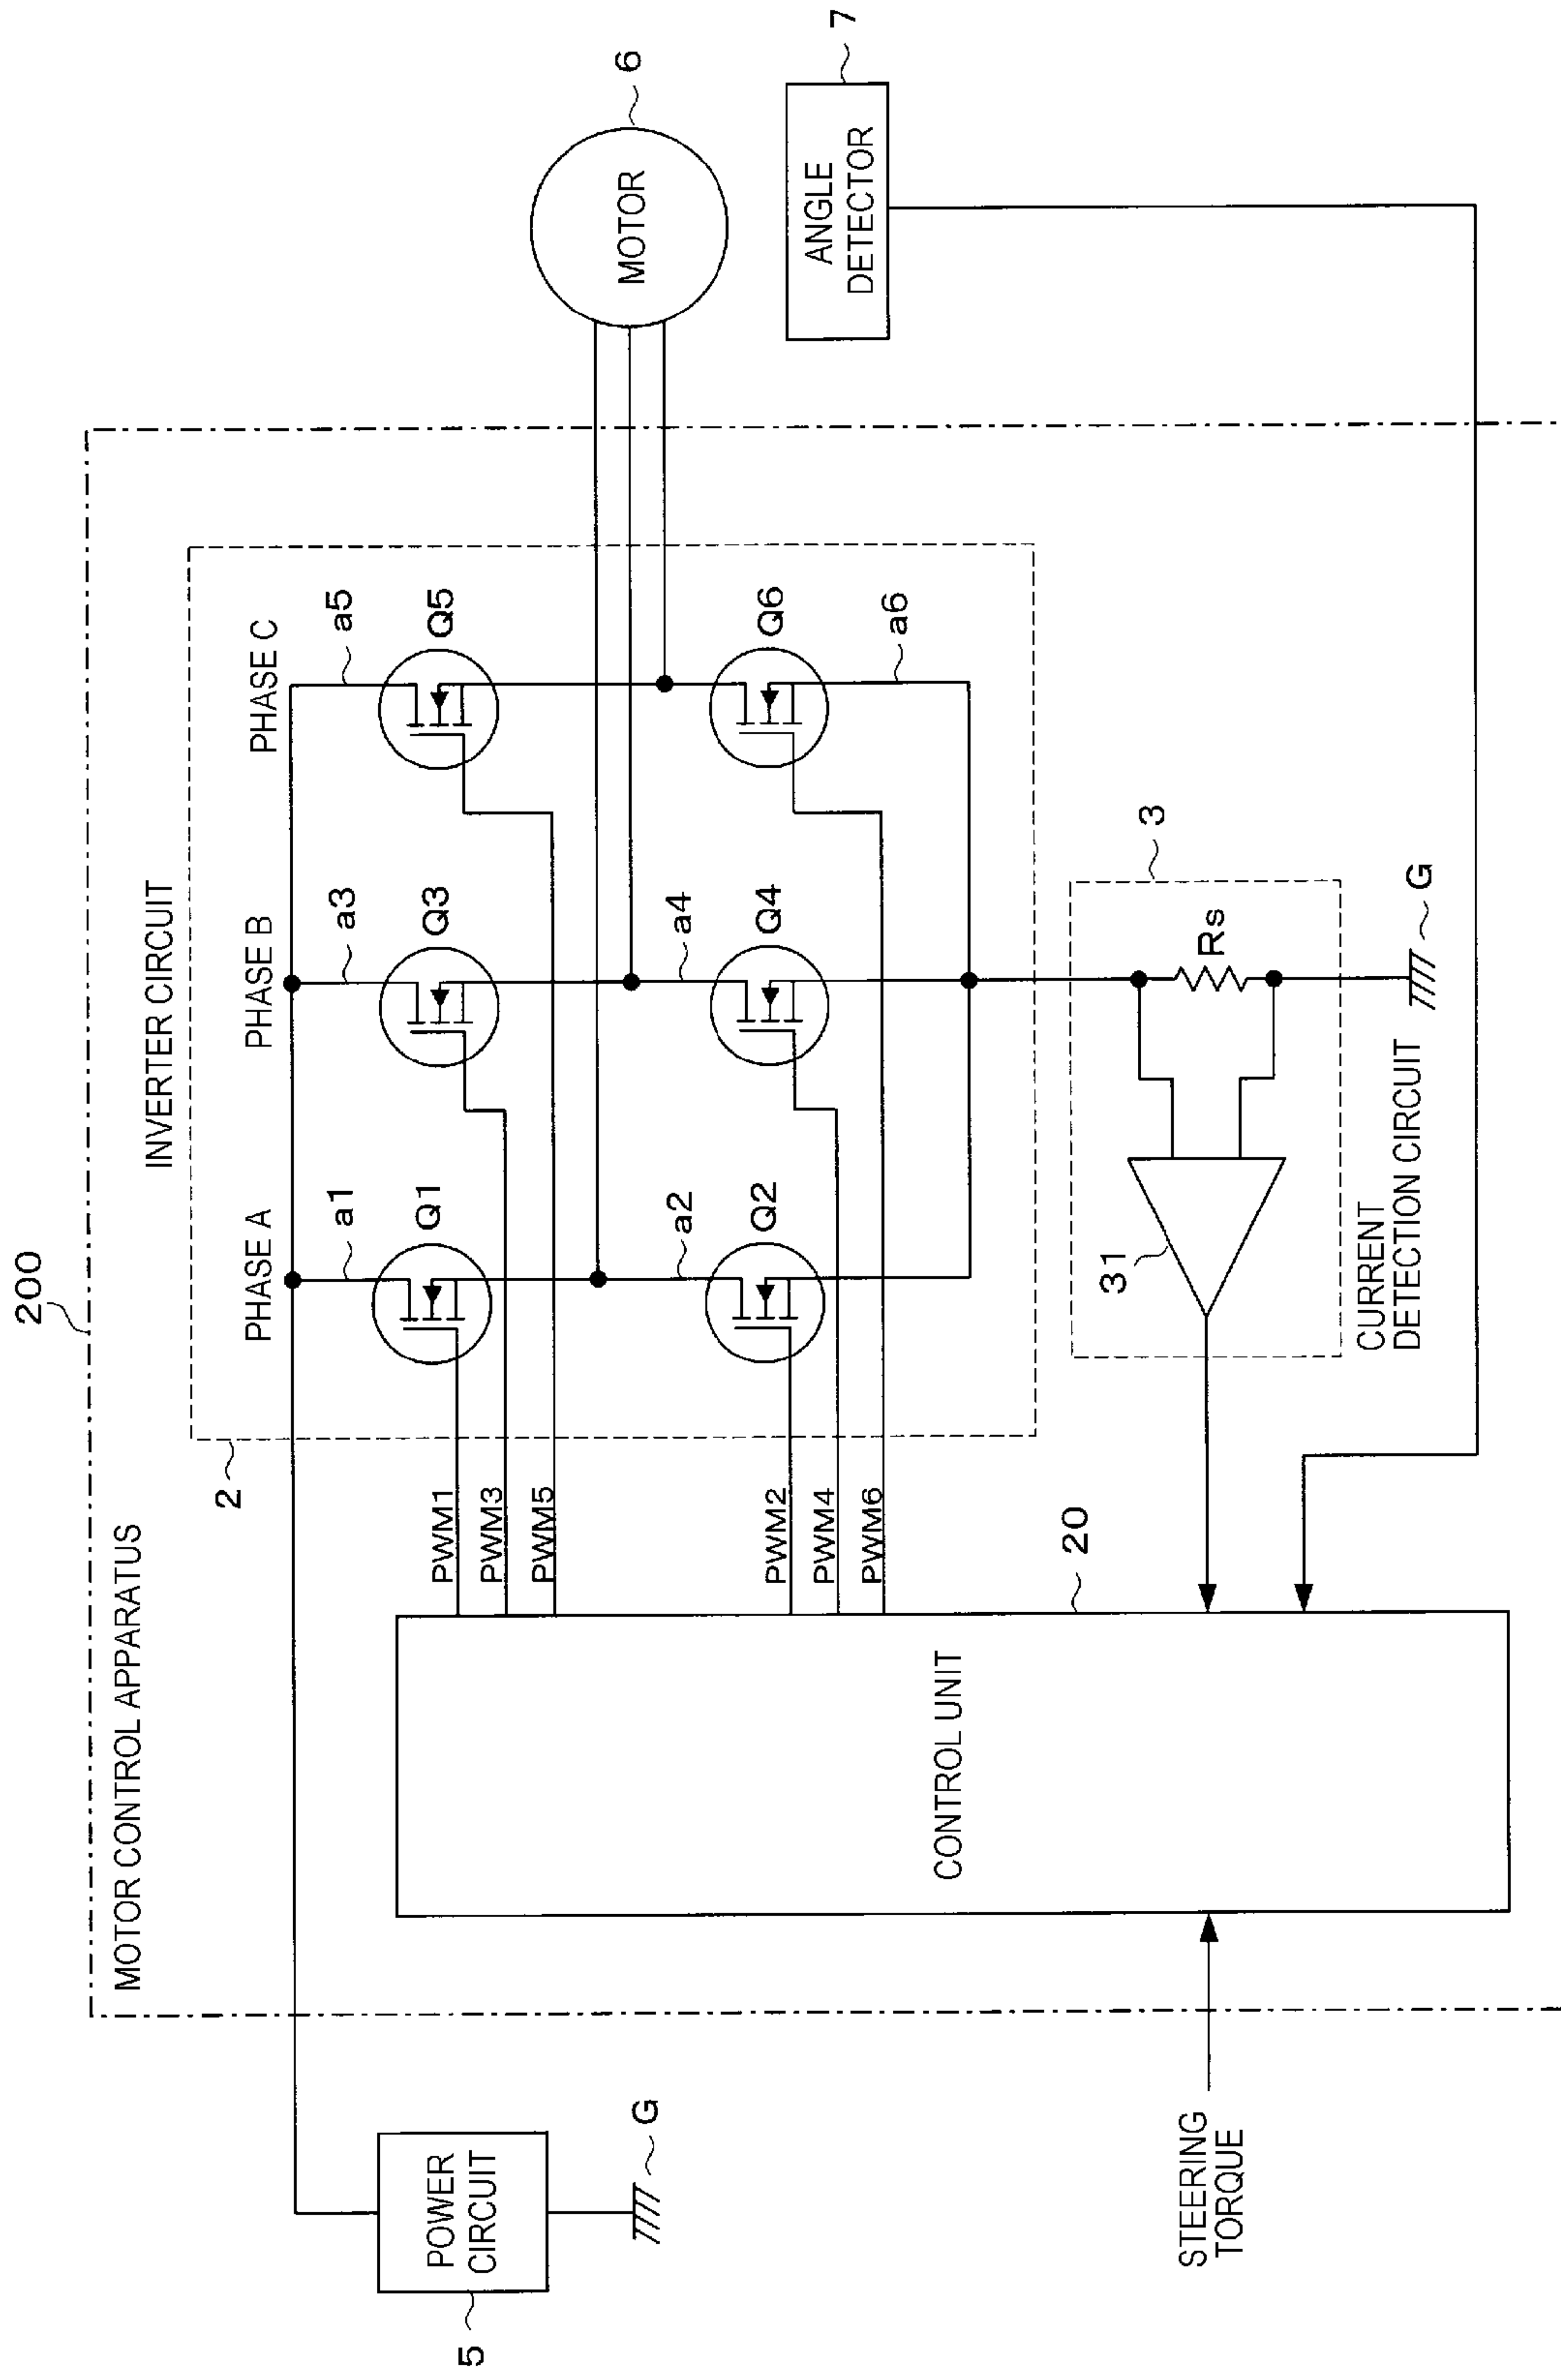 200
MOTOR CONTROL APPARATUS
INVERTER CIRCUIT
2
PHASE A
PHASE B
PHASE C
a1
a3
a5
Q1
Q3
Q5
PWM1
PWM3
PWM5
a2
a4
Q2
Q4
Q6
a6
PWM2
PWM4
PWM6
5
POWER
CIRCUIT
G
MOTOR
6
ANGLE
DETECTOR
7
CONTROL UNIT
20
STEERING
TORQUE
3
Rs
31
G
CURRENT
DETECTION CIRCUIT